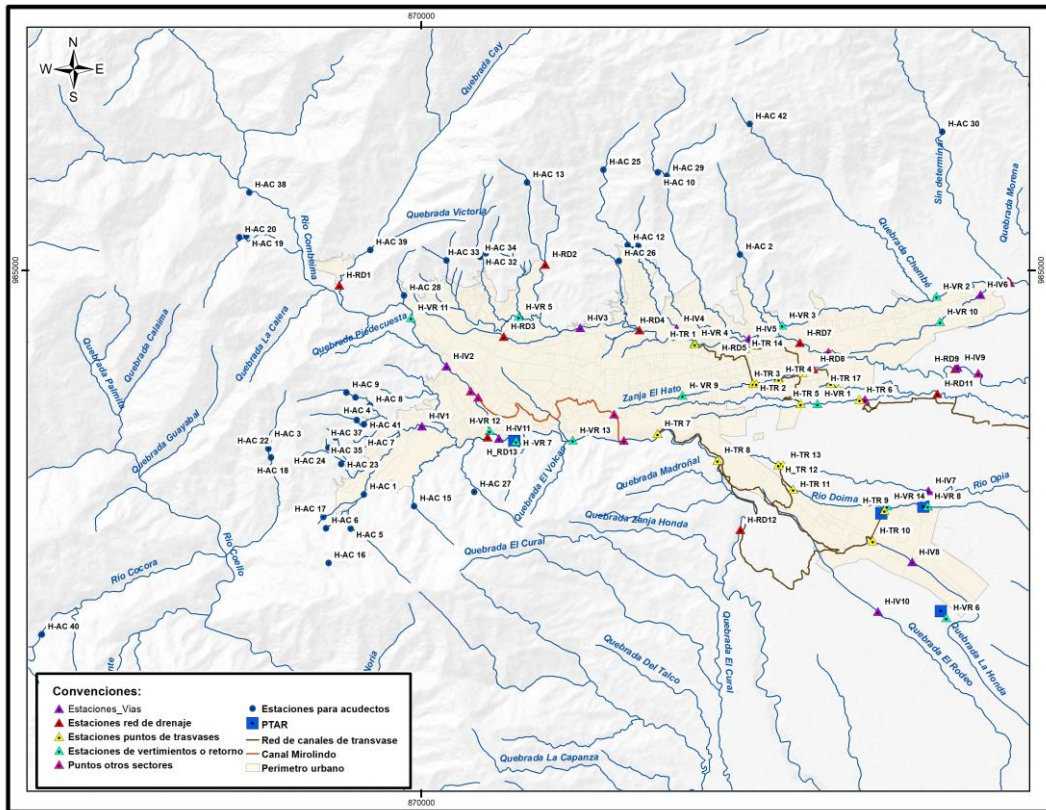 870000
N
W E
S
Quebrada Cay
H-AC 42
H-AC 30
Sin determinar
Quebrada Morena
H-AC 25
H-AC 29
H-AC 10
H-AC 13
H-AC 38
Quebrada Victoria
H-AC 20
H-AC 19
Rio Combeima
H-AC 39
H-AC 34
H-AC 33
H-AC 32
H-AC 12
H-AC 26
H-AC 2
Quebrada Chembé
985000
985000
H-RD1
H-RD2
H-AC 28
H-VR 11
H-VR 5
H-RD3
H-IV3
H-RD4
H-IV4
H-VR 4
H-TR 1
H-RD5
H-TR 14
H-IV5
H-VR 3
H-RD7
H-VR 2
H-IV6
H-VR 10
Quebrada Calaima
Quebrada La Calera
Quebrada Piedecuesta
Quebrada Palmita
Quebrada Guayabal
H-IV2
H-RD8
H-RD9
H-IV9
H-TR 3
H-TR 4
H-TR 2
H-TR 17
H-VR 9
H-TR 5
H-VR 1
H-TR 6
H-RD11
Zanja El Hato
H-AC 9
H-AC 8
H-AC 4
H-AC 41
H-AC 37
H-AC 7
H-AC 3
H-AC 22
H-AC 35
H-AC 24
H-AC 23
H-AC 18
H-IV1
H-VR 12
H-IV11
H-VR 7
H_RD13
H-VR 13
H-TR 7
Quebrada El Volcan
H-TR 8
H-TR 13
H_TR 12
H-TR 11
Quebrada Madroñal
H-IV7
Rio Opia
Rio Doima
H-TR 9
H-VR 14
H-VR 8
H-AC 1
H-AC 15
H-AC 27
H-AC 17
H-AC 6
H-AC 5
H-AC 16
Quebrada Zenja Honda
H-RD12
H-TR 10
Quebrada El Cural
H-IV8
Rio Coello
Rio Cocora
H-IV10
H-VR 6
H-AC 40
Quebrada El Cural
Quebrada El Rodeo
Quebrada La Honda
Quebrada Del Talco
Noria
nte
Quebrada La Capanza
Convenciones:
Estaciones_Vias
Estaciones red de drenaje
Estaciones puntos de trasvases
Estaciones de vertimientos o retorno
Puntos otros sectores
Estaciones para acudectos
PTAR
Red de canales de transvase
Canal Mirolindo
Perimetro urbano
870000